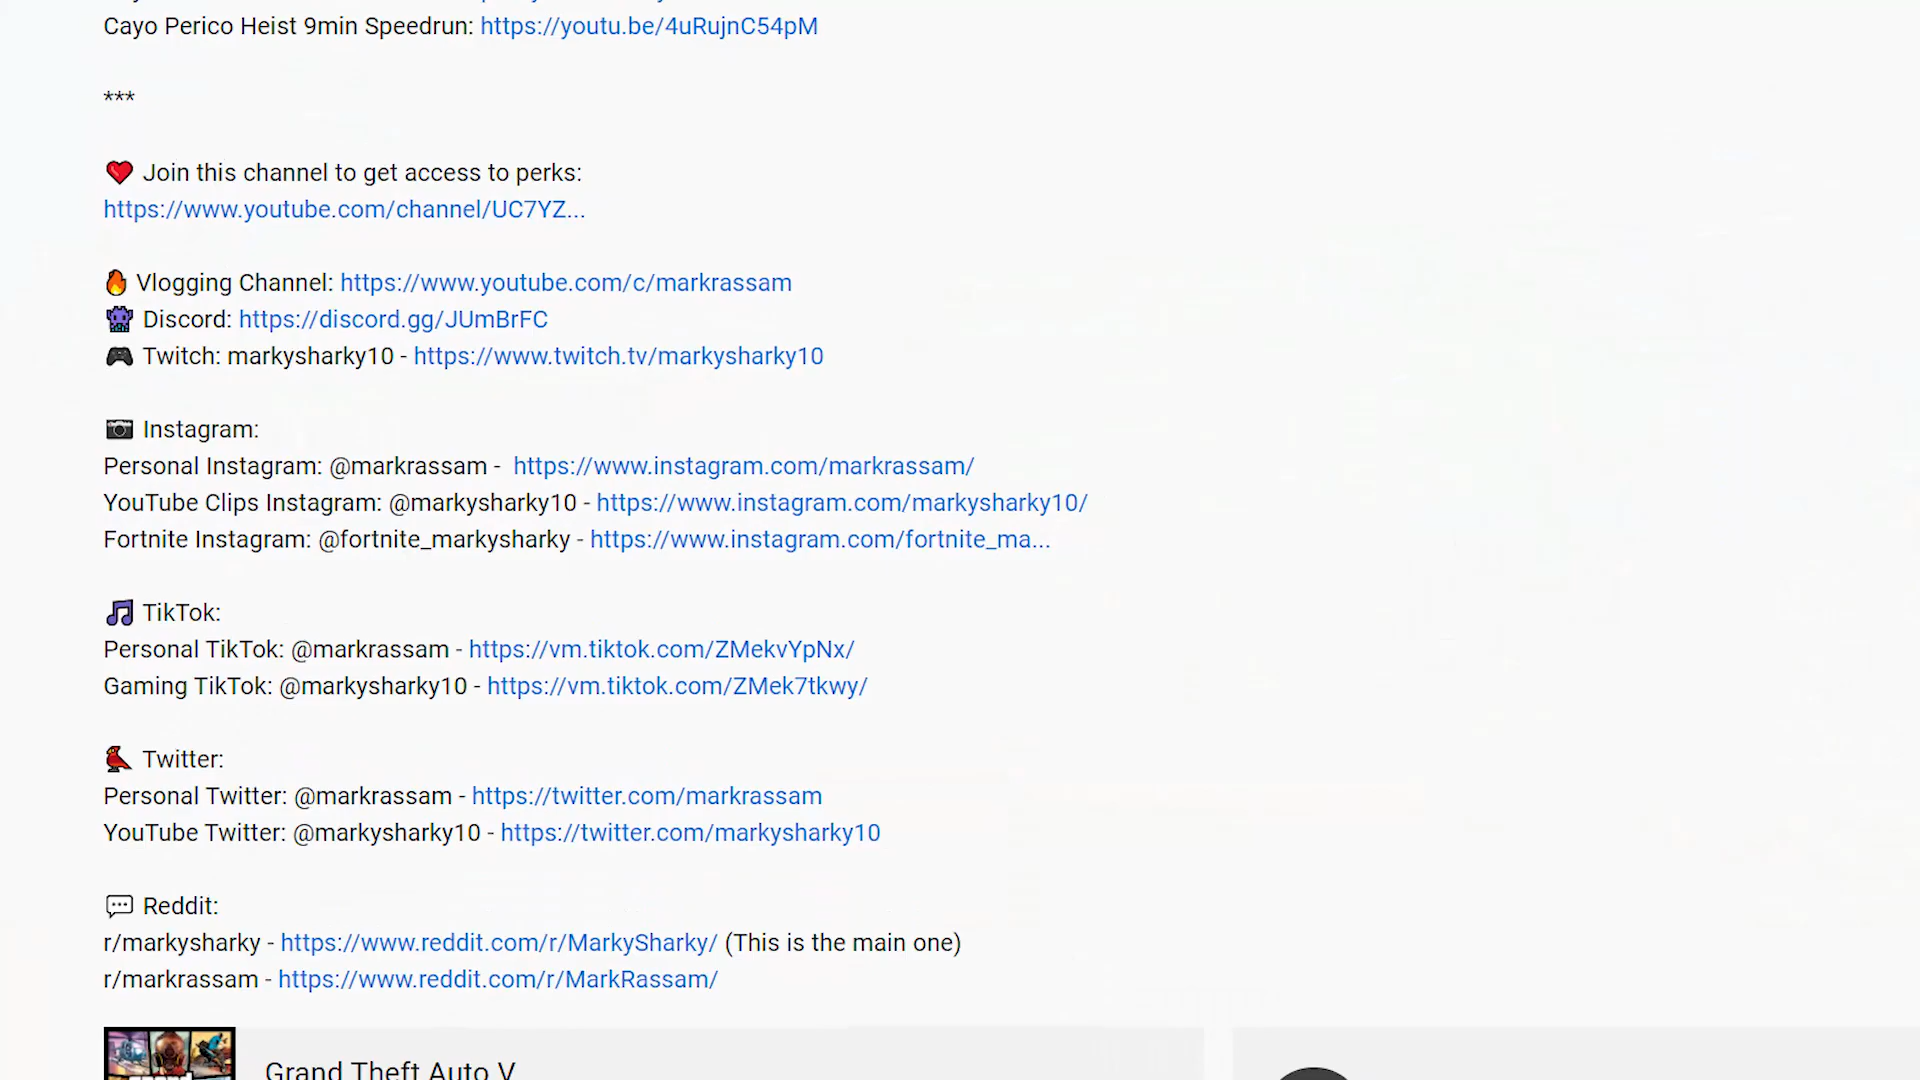 Cayo Perico Heist 9min Speedrun: https://youtu.be/4uRujnC54pM
***
Join this channel to get access to perks:
https://www.youtube.com/channel/UC7YZ...
Vlogging Channel: https://www.youtube.com/c/markrassam
Discord: https://discord.gg/JUmBrFC
Twitch: markysharky10 - https://www.twitch.tv/markysharky10
Instagram:
Personal Instagram: @markrassam - https://www.instagram.com/markrassam/
YouTube Clips Instagram: @markysharky10 - https://www.instagram.com/markysharky10/
Fortnite Instagram: @fortnite_markysharky - https://www.instagram.com/fortnite_ma...
TikTok:
Personal TikTok: @markrassam - https://vm.tiktok.com/ZMekvYpNx/
Gaming TikTok: @markysharky10 - https://vm.tiktok.com/ZMek7tkwy/
Twitter:
Personal Twitter: @markrassam - https://twitter.com/markrassam
YouTube Twitter: @markysharky10 - https://twitter.com/markysharky10
Reddit:
r/markysharky - https://www.reddit.com/r/MarkySharky/ (This is the main one)
r/markrassam - https://www.reddit.com/r/MarkRassam/
Grand Theft Auto V